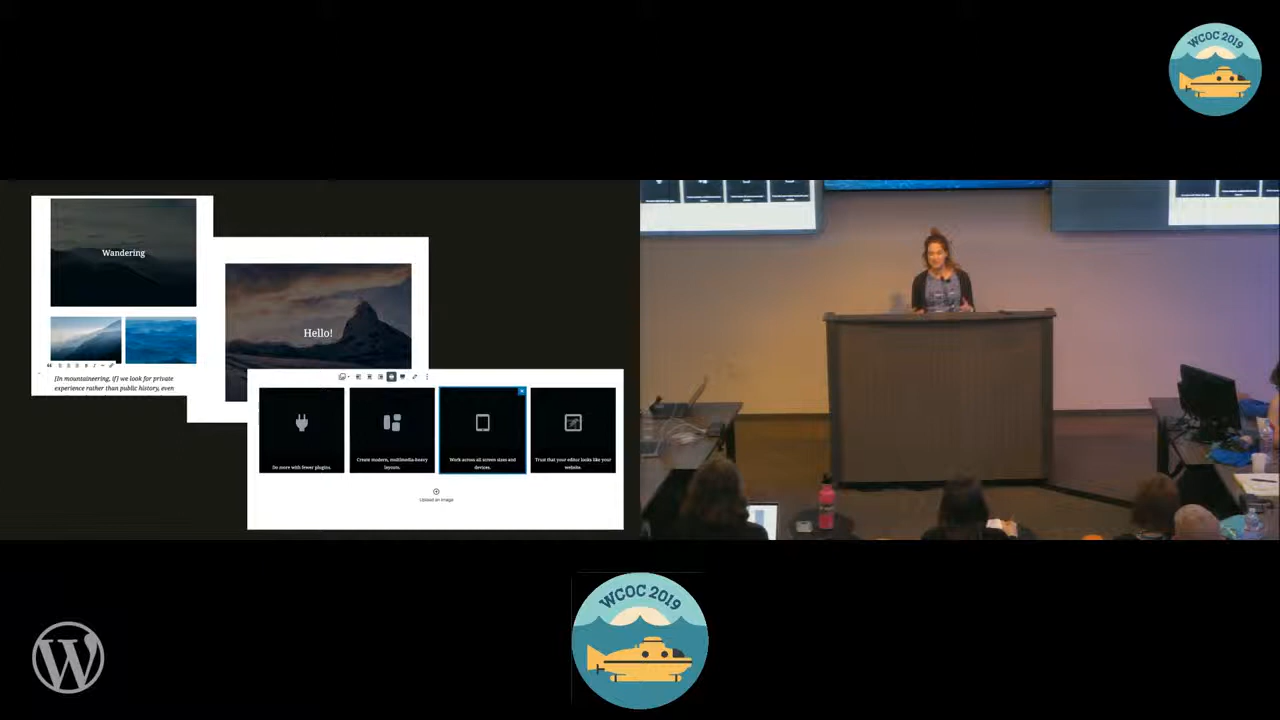 WCOC 2019
Wandering
[In mountaineering, if] we look for private
experience rather than public history, even
Hello!
Do more with fewer plugins.
Create modern, multimedia-heavy
layouts.
Work across all screen sizes and
devices.
Trust that your editor looks like your
website.
Upload an image
WCOC 2019